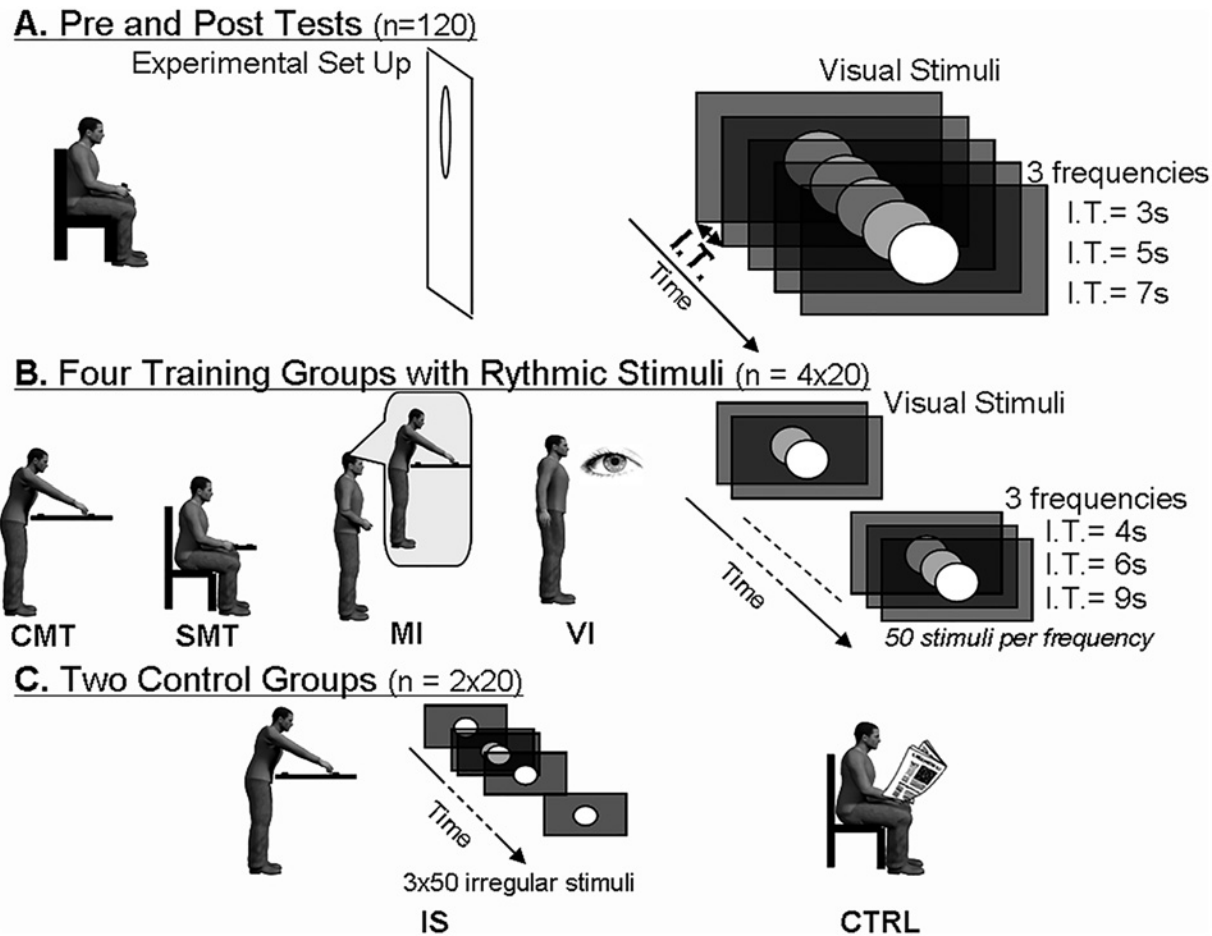 A. Pre and Post Tests (n=120)
Experimental Set Up
Visual Stimuli
3 frequencies
I.T.= 3s
I.T.= 5s
I.T.= 7s
I.T.
Time
B. Four Training Groups with Rythmic Stimuli (n = 4x20)
Visual Stimuli
3 frequencies
I.T.= 4s
I.T.= 6s
I.T.= 9s
Time
50 stimuli per frequency
CMT
SMT
MI
VI
C. Two Control Groups (n = 2x20)
Time
3x50 irregular stimuli
IS
CTRL